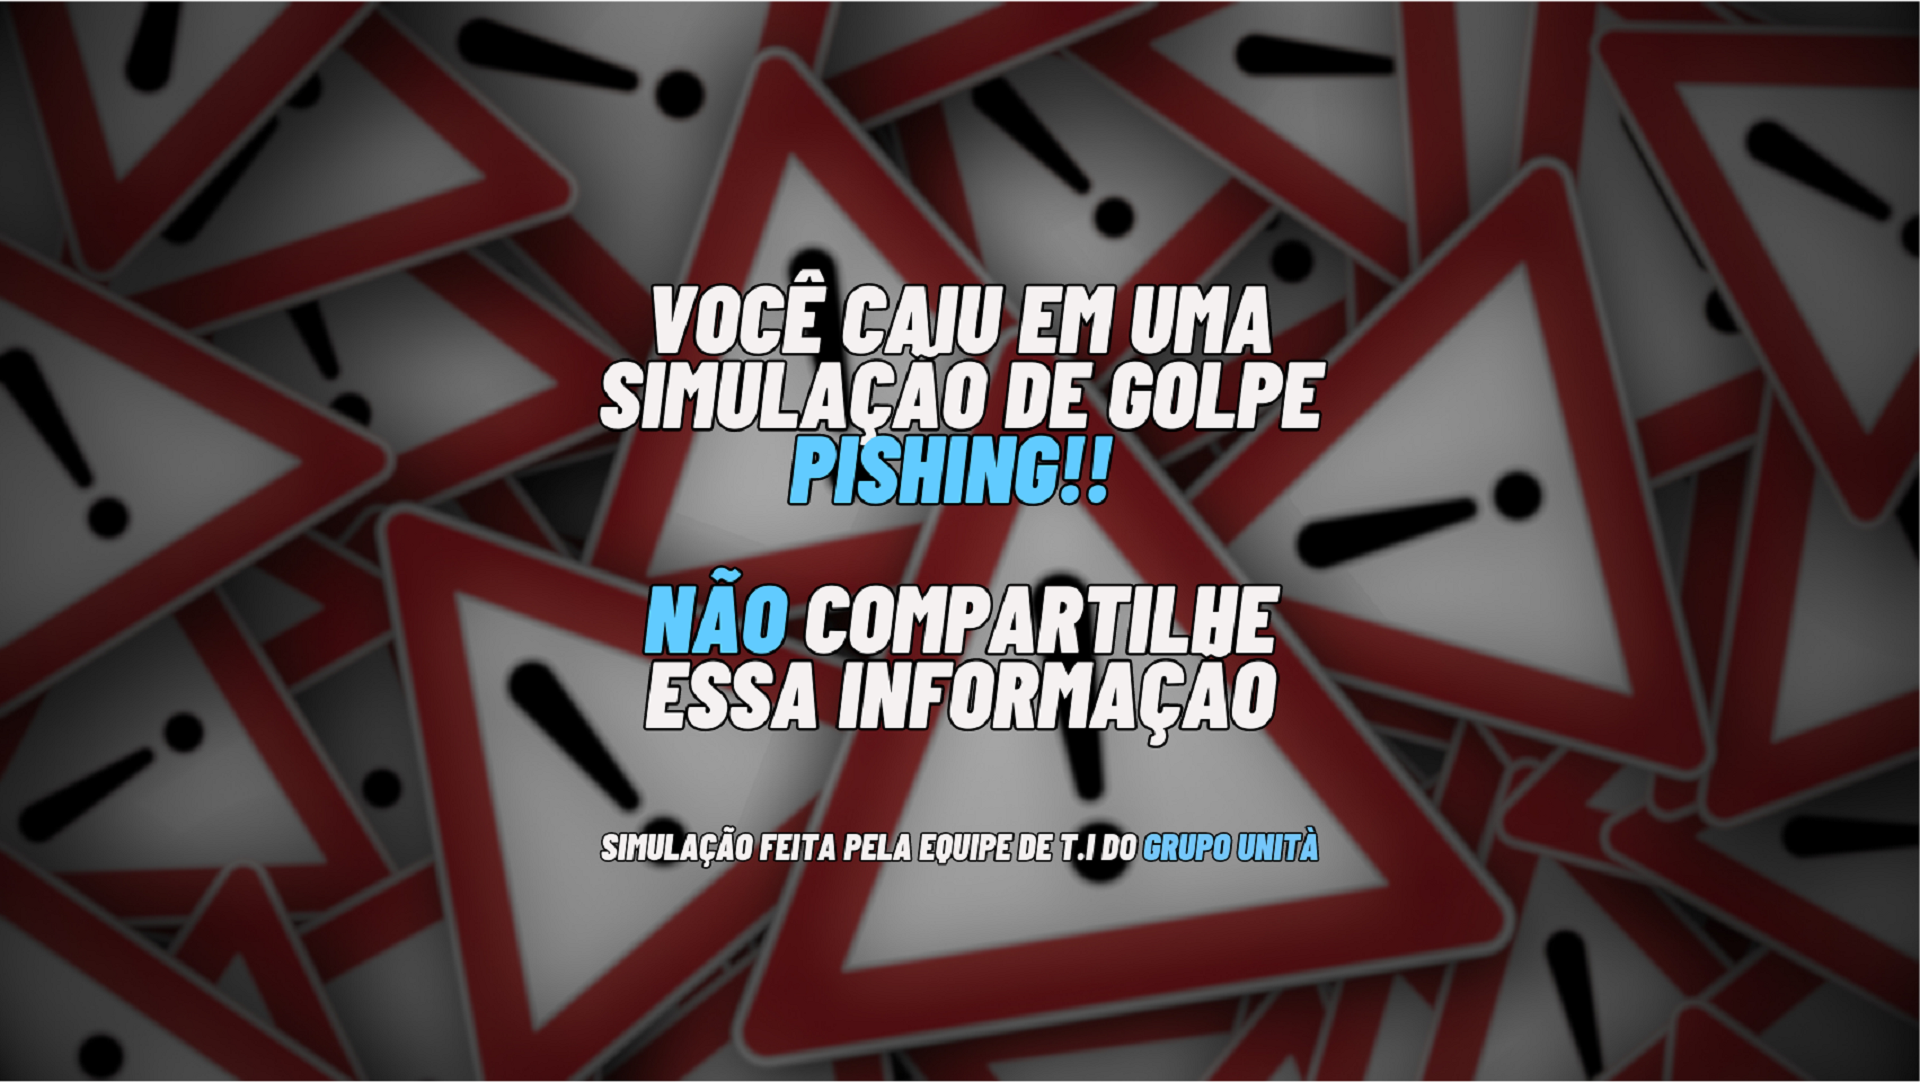 VOCÊ CAIU EM UMA
SIMULAÇÃO DE GOLPE
PISHING!!
NÃO COMPARTILHE
ESSA INFORMAÇÃO
SIMULAÇÃO FEITA PELA EQUIPE DE T.I DO GRUPO UNITÀ